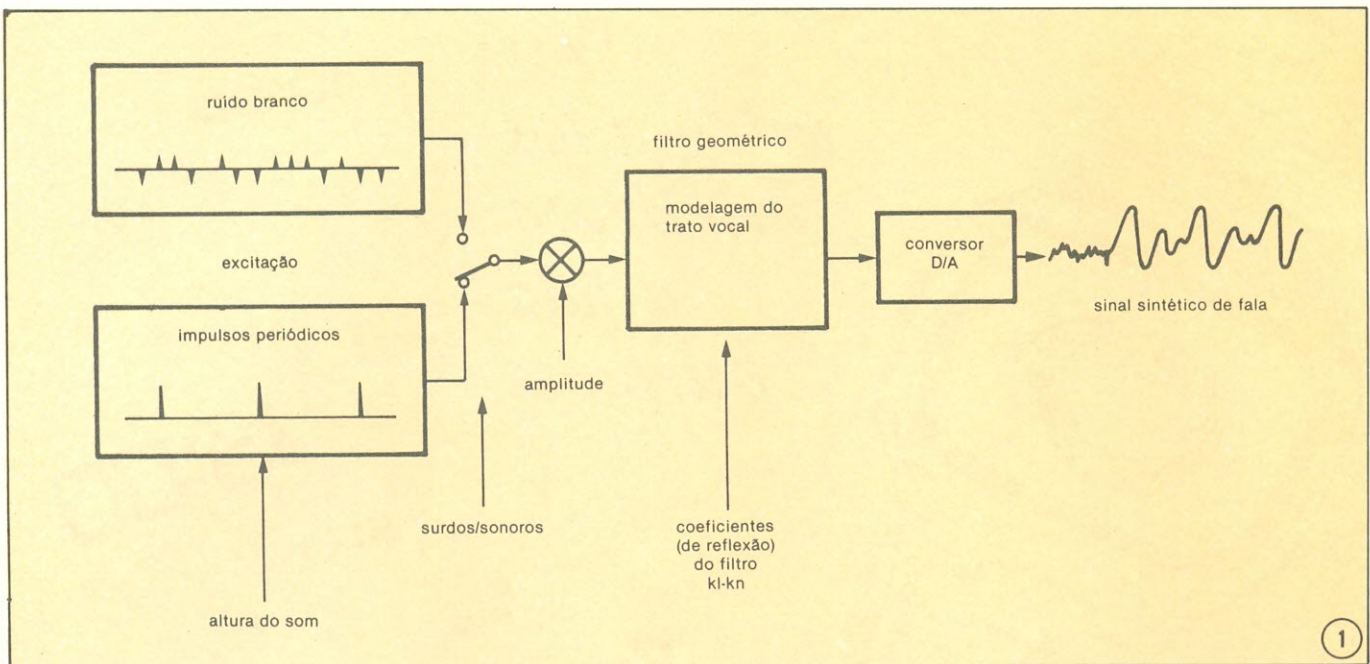 ruído branco
excitação
impulsos periódicos
altura do som
surdos/sonoros
amplitude
filtro geométrico
modelagem do
trato vocal
coeficientes
(de reflexão)
do filtro
kl-kn
conversor
D/A
sinal sintético de fala
1